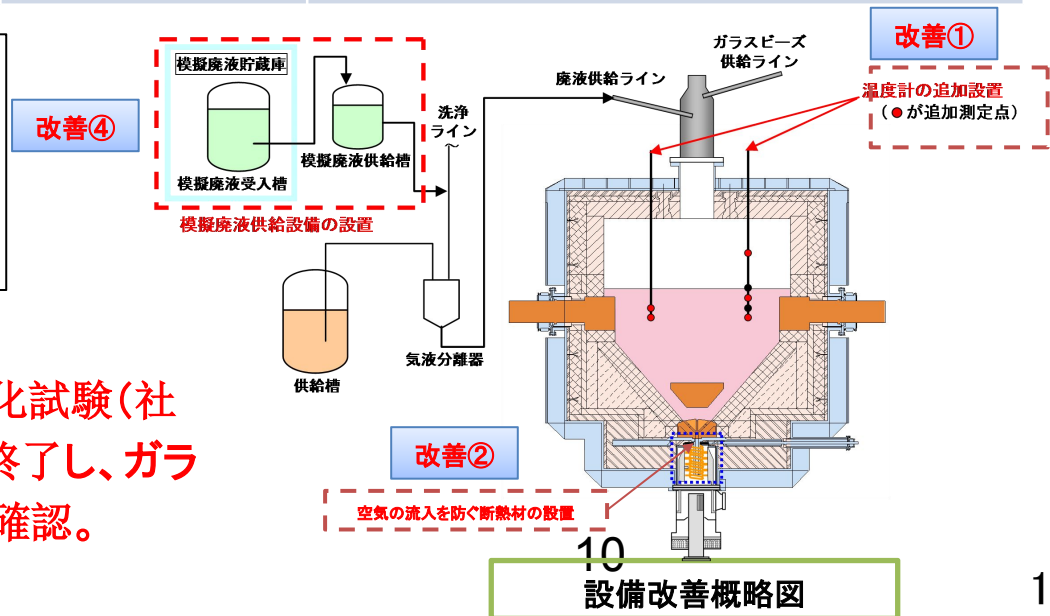 改善①
ガラスビーズ
供給ライン
廃液供給ライン
温度計の追加設置
(●が追加測定点)
改善④
模擬廃液貯蔵庫
模擬廃液供給槽
模擬廃液受入槽
模擬廃液供給設備の設置
洗浄
ライン
~
気液分離器
供給槽
化試験(社
終了し、ガラ
確認。
改善②
空気の流入を防ぐ断熱材の設置
10
設備改善概略図
1